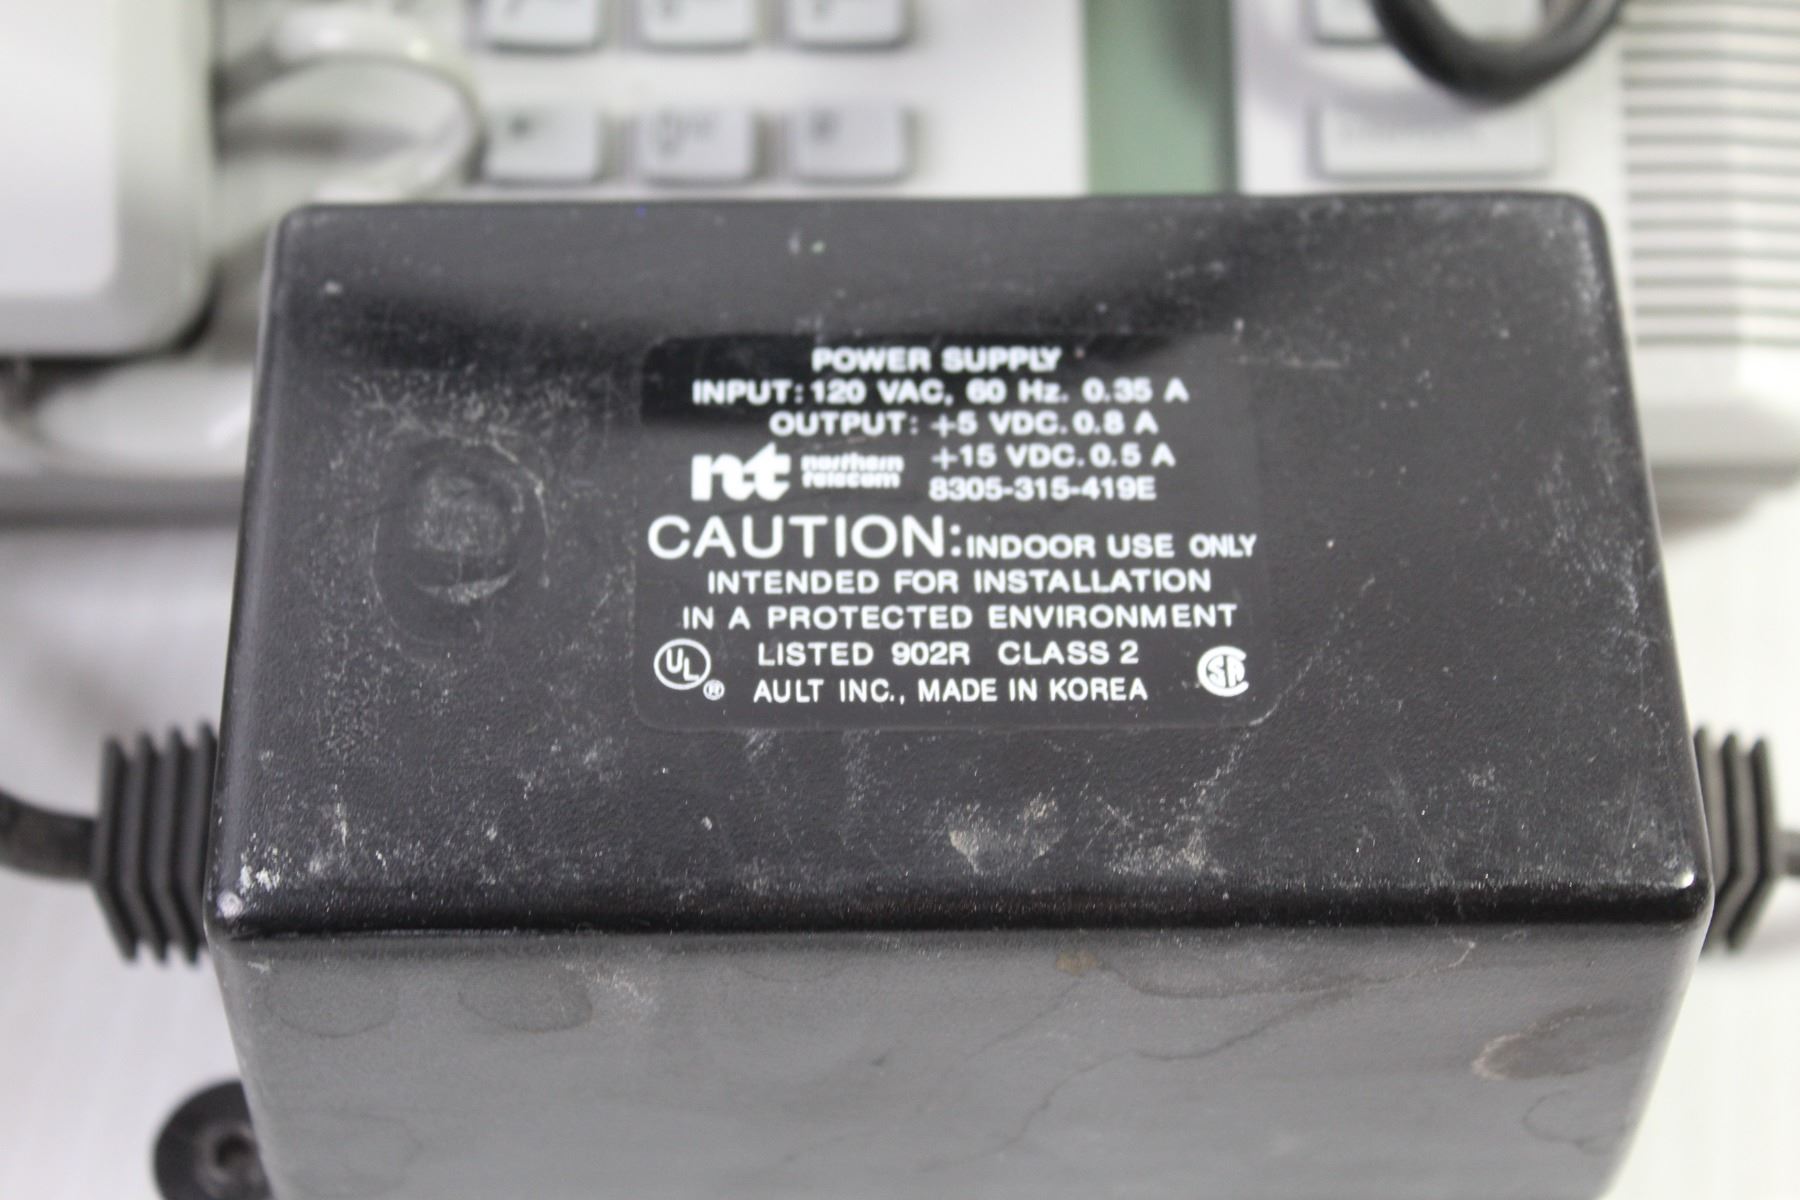 POWER SUPPLY
INPUT: 120 VAC, 60 Hz. 0.35 A
OUTPUT: +5 VDC. 0.8 A
nt northern telecom +15 VDC. 0.5 A
8305-315-419E
CAUTION: INDOOR USE ONLY
INTENDED FOR INSTALLATION
IN A PROTECTED ENVIRONMENT
UL® LISTED 902R CLASS 2 SA
AULT INC., MADE IN KOREA